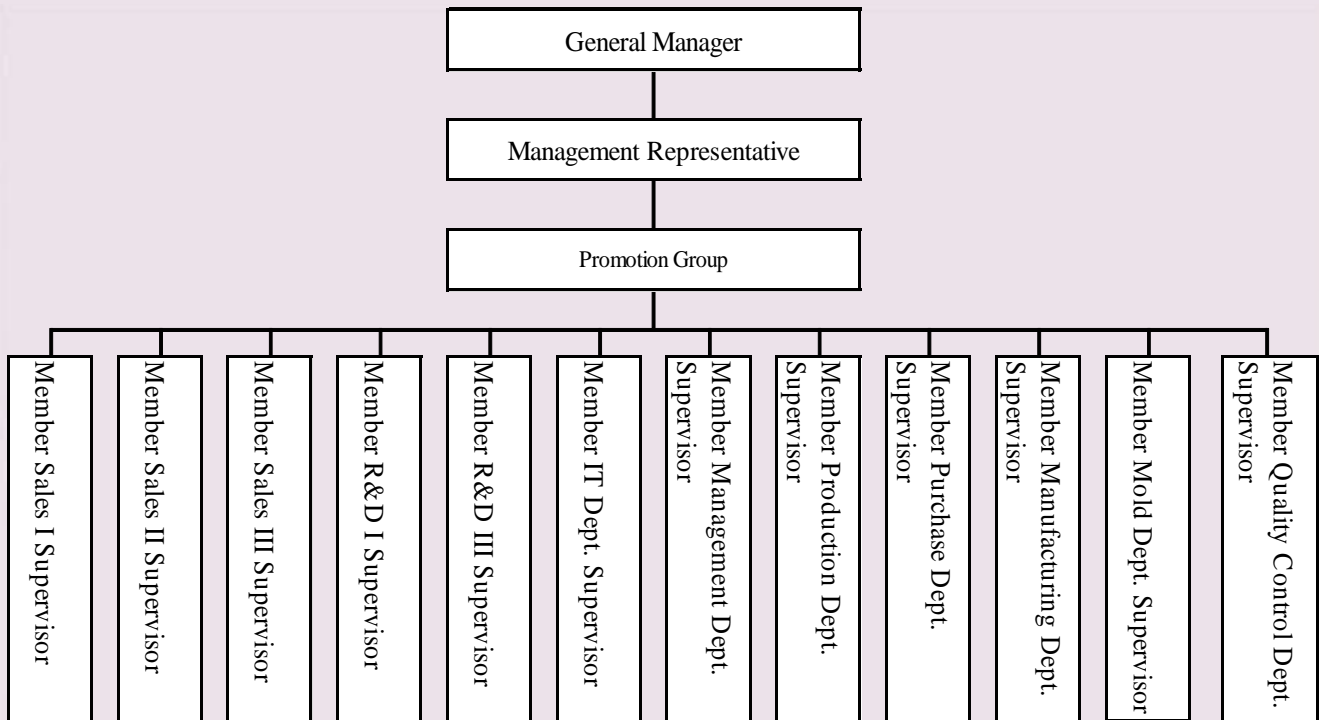 General Manager
Management Representative
Promotion Group
Member Sales I Supervisor
Member Sales II Supervisor
Member Sales III Supervisor
Member R&D I Supervisor
Member R&D III Supervisor
Member IT Dept. Supervisor
Member Management Dept.
Supervisor
Member Production Dept.
Supervisor
Member Purchase Dept.
Supervisor
Member Manufacturing Dept.
Supervisor
Member Mold Dept. Supervisor
Member Quality Control Dept.
Supervisor